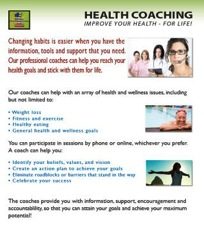 HEALTH COACHING
IMPROVE YOUR HEALTH - FOR LIFE!
Changing habits is easier when you have the
information, tools and support that you need.
Our professional coaches can help you reach your
health goals and stick with them for life.
Our coaches can help with an array of health and wellness issues, including
but not limited to:
• Weight loss
• Fitness and exercise
• Healthy eating
• General health and wellness goals
You can participate in sessions by phone or online, whichever you prefer.
A coach can help you:
• Identify your beliefs, values, and vision
• Create an action plan to achieve your goals
• Eliminate roadblocks or barriers that stand in the way
• Celebrate your success
The coaches provide you with information, support, encouragement and
accountability, so that you can attain your goals and achieve your maximum
potential!